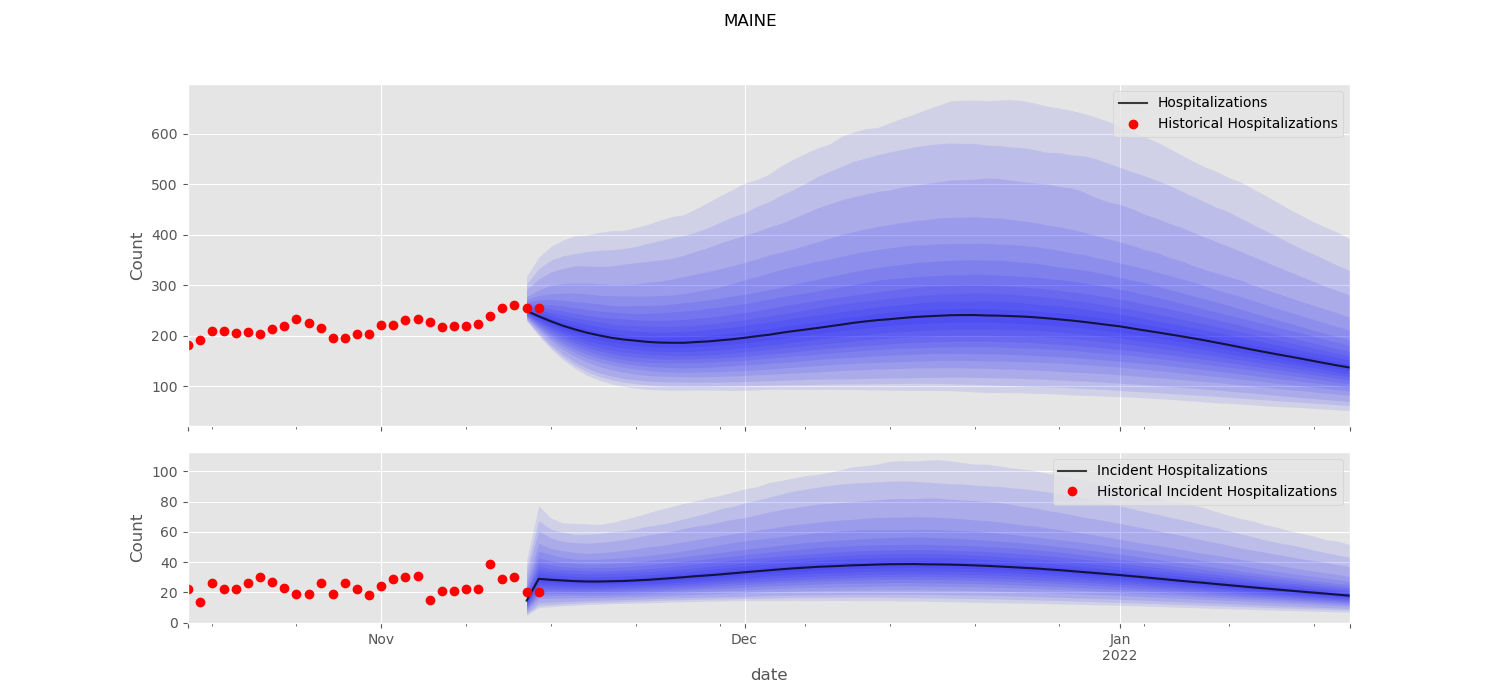 MAINE
Hospitalizations
Historical Hospitalizations
600
500
400
300
200
100
Count
Incident Hospitalizations
Historical Incident Hospitalizations
100
80
60
40
20
0
Count
Nov
Dec
Jan
2022
date